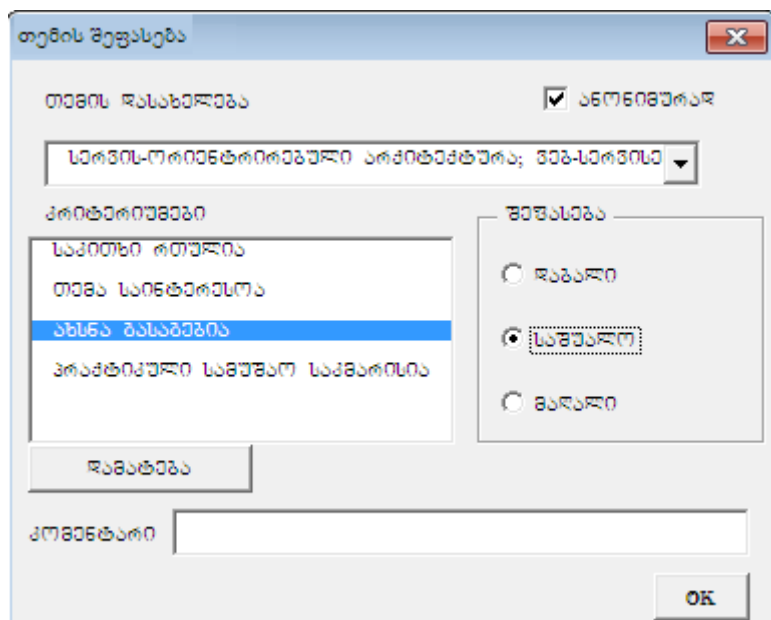 თემის შეფასება
თემის დასახელება
ანონიმურად
სერვის-ორიენტრირებული არქიტექტურა; ვებ-სერვისე
კრიტერიუმები
შეფასება
საკითხი რთულია
თემა საინტერესოა
ახსნა გასაგებია
პრაქტიკული სამუშაო საკმარისია
დაბალი
საშუალო
მაღალი
დამატება
კომენტარი
OK